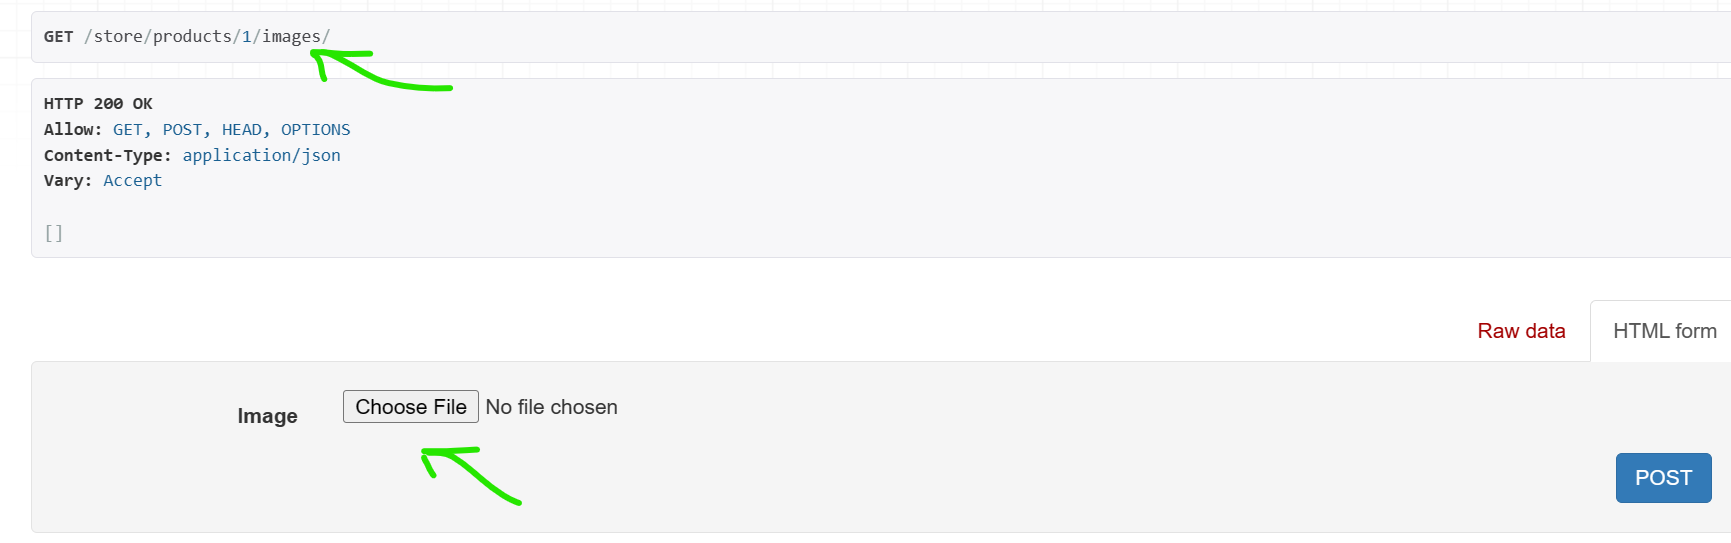 GET /store/products/1/images/
HTTP 200 OK
Allow: GET, POST, HEAD, OPTIONS
Content-Type: application/json
Vary: Accept
[]
Raw data
HTML form
Image
Choose File No file chosen
POST